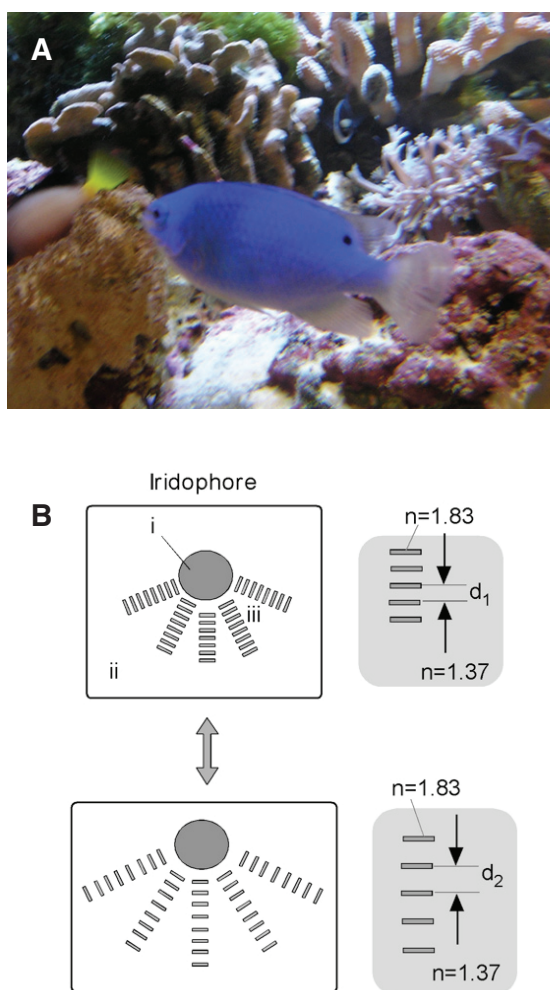 A
B
Iridophore
i
iii
ii
n=1.83
d1
n=1.37
n=1.83
d2
n=1.37